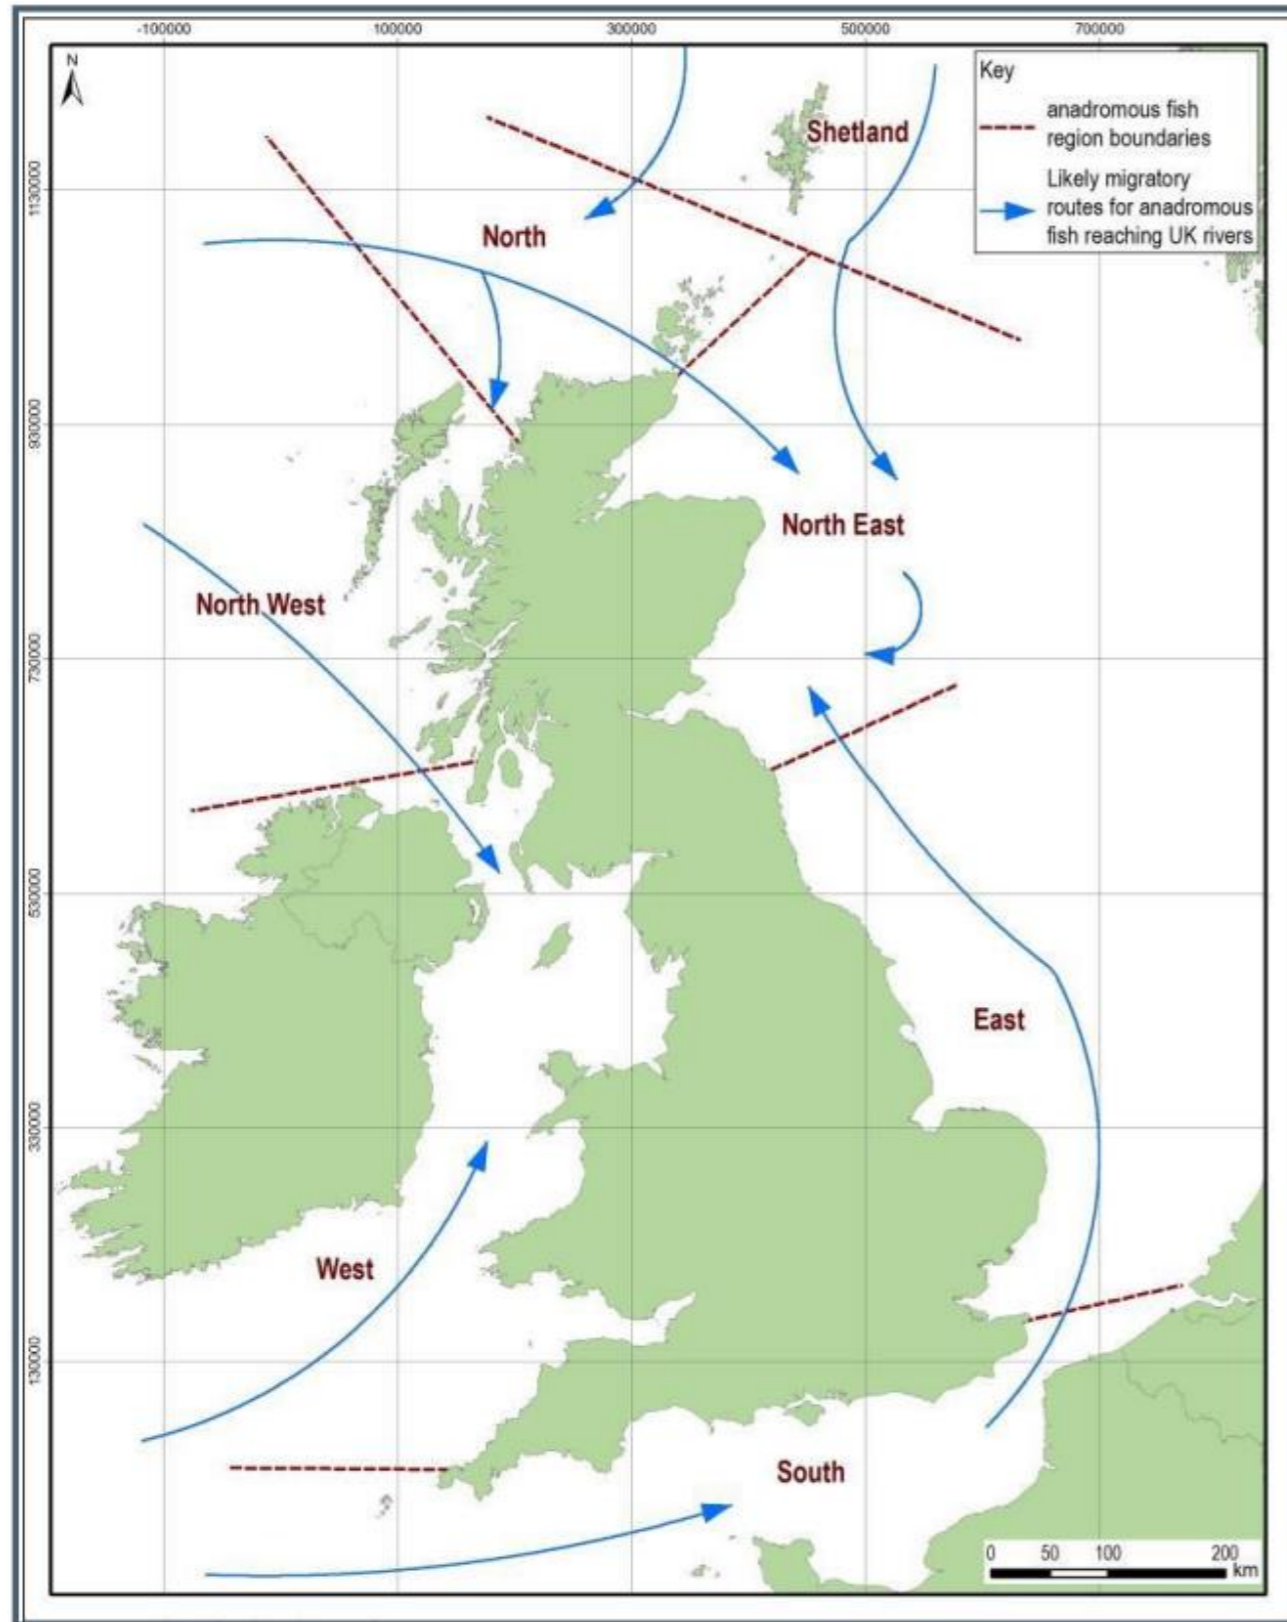 -100000 100000 300000 500000 700000
N
Key
anadromous fish
region boundaries
Likely migratory
routes for anadromous
fish reaching UK rivers
Shetland
1130000
North
930000
North East
North West
730000
530000
East
330000
West
130000
South
0 50 100 200
km